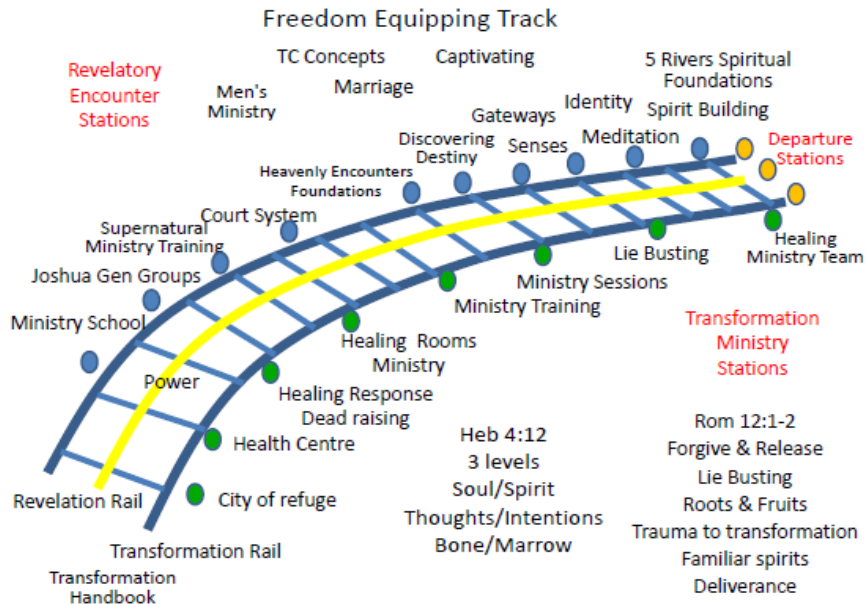 Freedom Equipping Track
TC Concepts
Captivating
5 Rivers Spiritual
Foundations
Revelatory
Encounter
Stations
Men's
Ministry
Marriage
Gateways
Identity
Spirit Building
Discovering
Destiny
Senses
Meditation
Departure
Stations
Heavenly Encounters
Foundations
Court System
Supernatural
Ministry Training
Joshua Gen Groups
Ministry School
Power
Healing
Ministry Team
Lie Busting
Ministry Sessions
Ministry Training
Healing Rooms
Ministry
Healing Response
Dead raising
Health Centre
City of refuge
Transformation
Ministry
Stations
Revelation Rail
Transformation Rail
Transformation
Handbook
Heb 4:12
3 levels
Soul/Spirit
Thoughts/Intentions
Bone/Marrow
Rom 12:1-2
Forgive & Release
Lie Busting
Roots & Fruits
Trauma to transformation
Familiar spirits
Deliverance